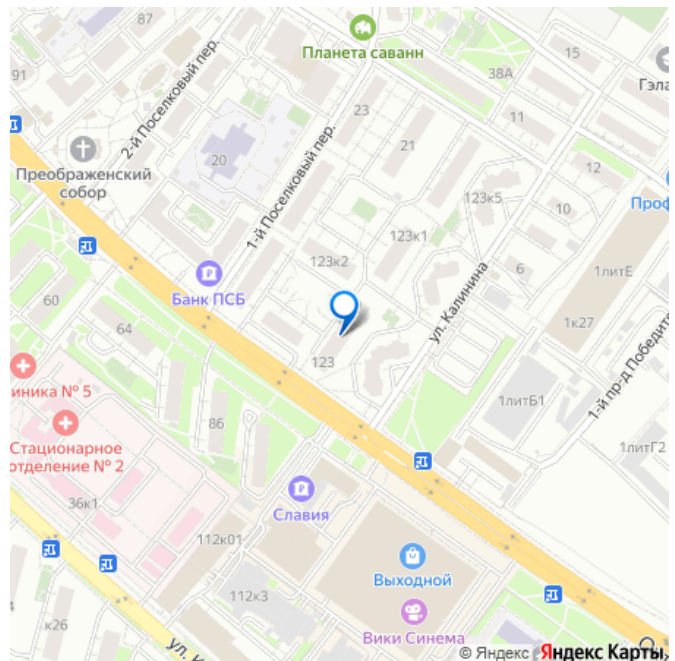 87
Планета саванн
15
91
38А
Гэла
2-й Поселковый пер.
23
11
Преображенский
собор
20
21
12
1-й Поселковый пер.
123к5
Проф
10
123к1
123к2
6
1литЕ
Банк ПСБ
ул. Калинина
60
64
1к27
123
1-й пр-д Победите
иника № 5
86
1литБ1
Стационарное
отделение № 2
1литГ2
36к1
Славия
112к01
Выходной
112к3
к26
Вики Синема
ул. К
© Яндекс Яндекс Карты